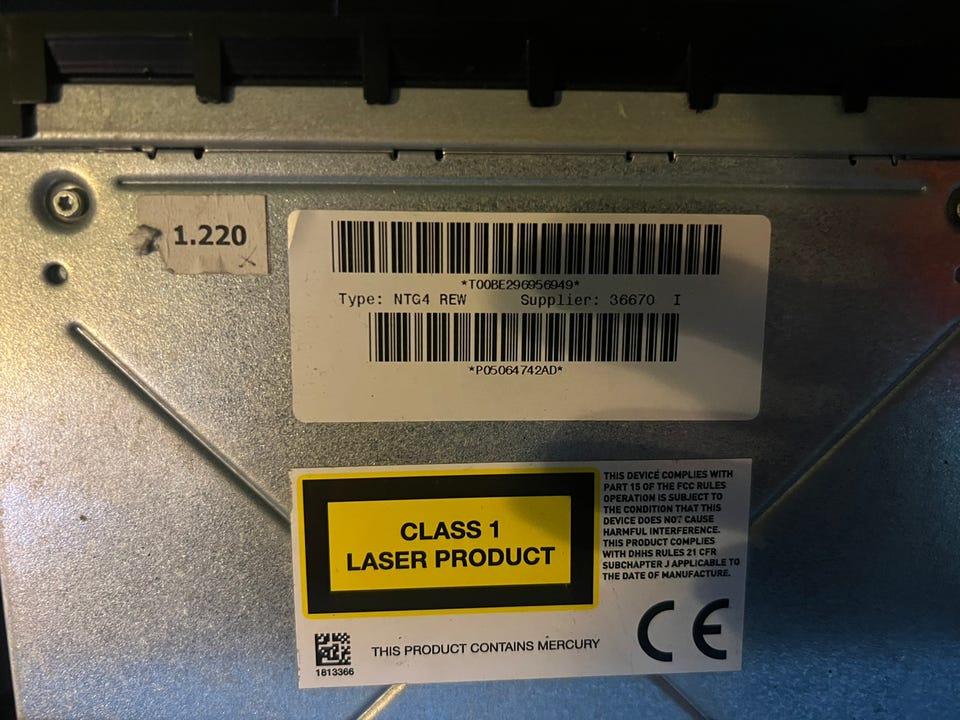 1.220
*T00BE296956949*
Type: NTG4 REW Supplier: 36670 I
*P05064742AD*
CLASS 1
LASER PRODUCT
THIS DEVICE COMPLIES WITH
PART 15 OF THE FCC RULES
OPERATION IS SUBJECT TO
THE CONDITION THAT THIS
DEVICE DOES NOT CAUSE
HARMFUL INTERFERENCE.
THIS PRODUCT COMPLIES
WITH DHHS RULES 21 CFR
SUBCHAPTER J APPLICABLE TO
THE DATE OF MANUFACTURE.
CE
THIS PRODUCT CONTAINS MERCURY
1813366